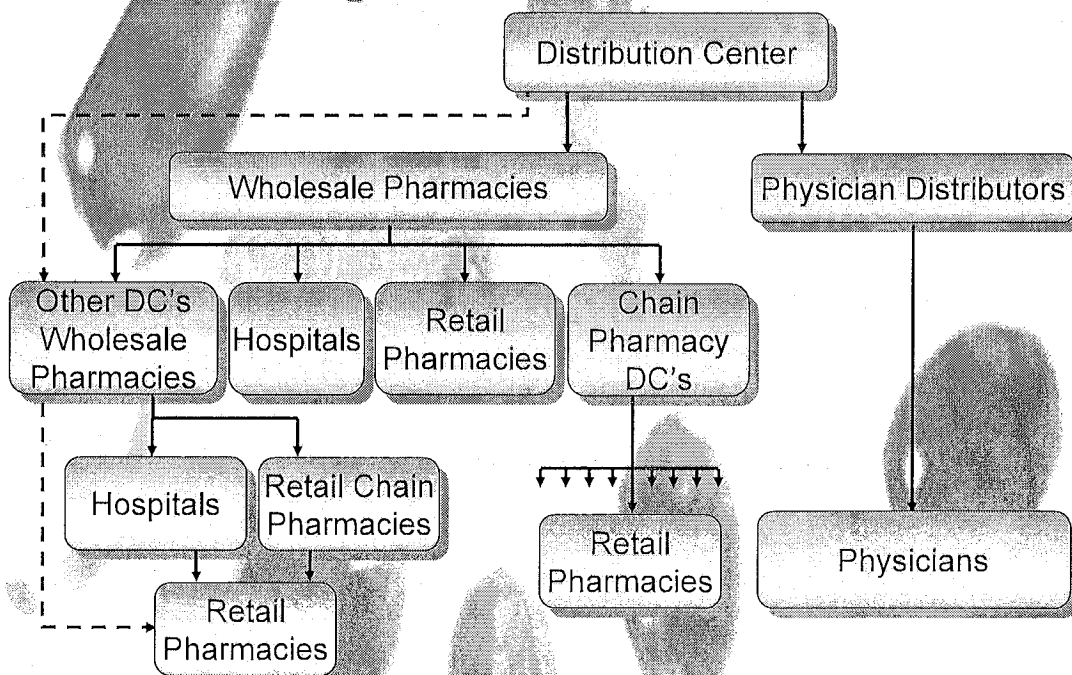 Distribution Center
Wholesale Pharmacies
Physician Distributors
Other DC's
Wholesale
Pharmacies
Hospitals
Retail
Pharmacies
Chain
Pharmacy
DC's
Hospitals
Retail Chain
Pharmacies
Retail
Pharmacies
Physicians
Retail
Pharmacies